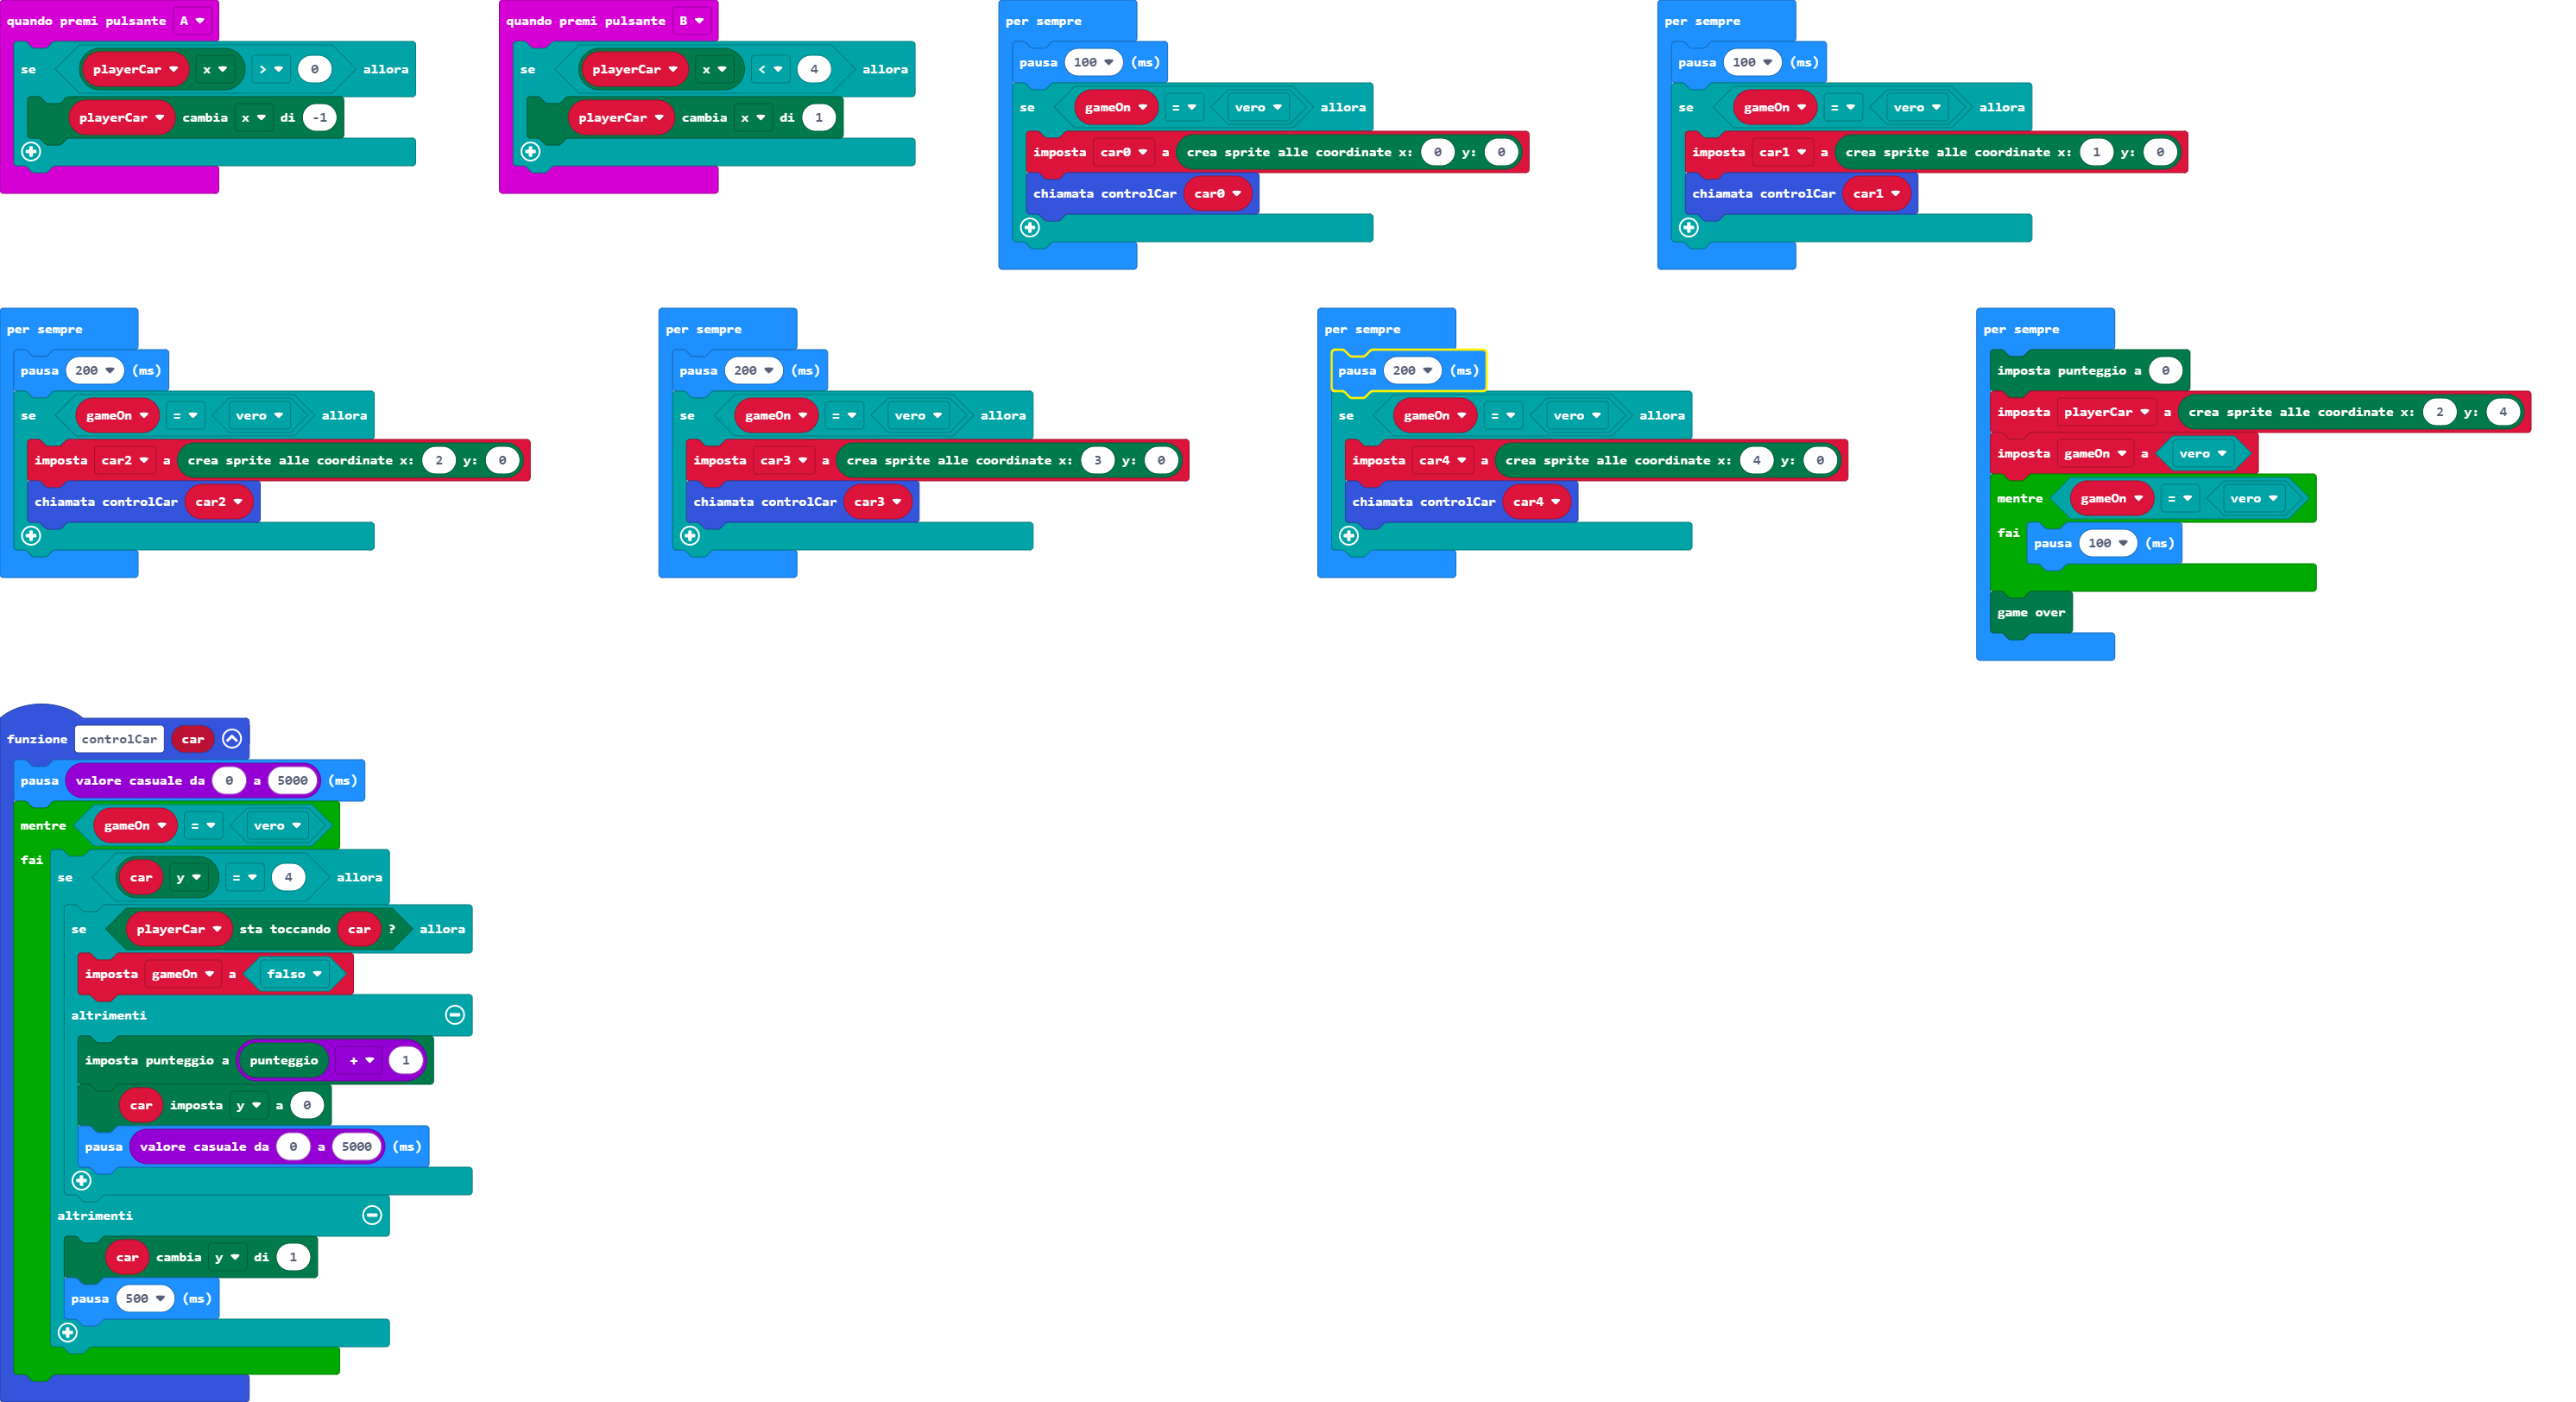 quando premi pulsante A
se playerCar x > 0 allora
playerCar cambia x di -1
quando premi pulsante B
se playerCar x < 4 allora
playerCar cambia x di 1
per sempre
pausa 100 (ms)
se gameOn = vero allora
imposta car0 a crea sprite alle coordinate x: 0 y: 0
chiamata controlCar car0
per sempre
pausa 100 (ms)
se gameOn = vero allora
imposta car1 a crea sprite alle coordinate x: 1 y: 0
chiamata controlCar car1
per sempre
pausa 200 (ms)
se gameOn = vero allora
imposta car2 a crea sprite alle coordinate x: 2 y: 0
chiamata controlCar car2
per sempre
pausa 200 (ms)
se gameOn = vero allora
imposta car3 a crea sprite alle coordinate x: 3 y: 0
chiamata controlCar car3
per sempre
pausa 200 (ms)
se gameOn = vero allora
imposta car4 a crea sprite alle coordinate x: 4 y: 0
chiamata controlCar car4
per sempre
imposta punteggio a 0
imposta playerCar a crea sprite alle coordinate x: 2 y: 4
imposta gameOn a vero
mentre gameOn = vero
fai pausa 100 (ms)
game over
funzione controlCar car
pausa valore casuale da 0 a 5000 (ms)
mentre gameOn = vero
fai
se car y = 4 allora
se playerCar sta toccando car ? allora
imposta gameOn a falso
altrimenti
imposta punteggio a punteggio + 1
car imposta y a 0
pausa valore casuale da 0 a 5000 (ms)
altrimenti
car cambia y di 1
pausa 500 (ms)